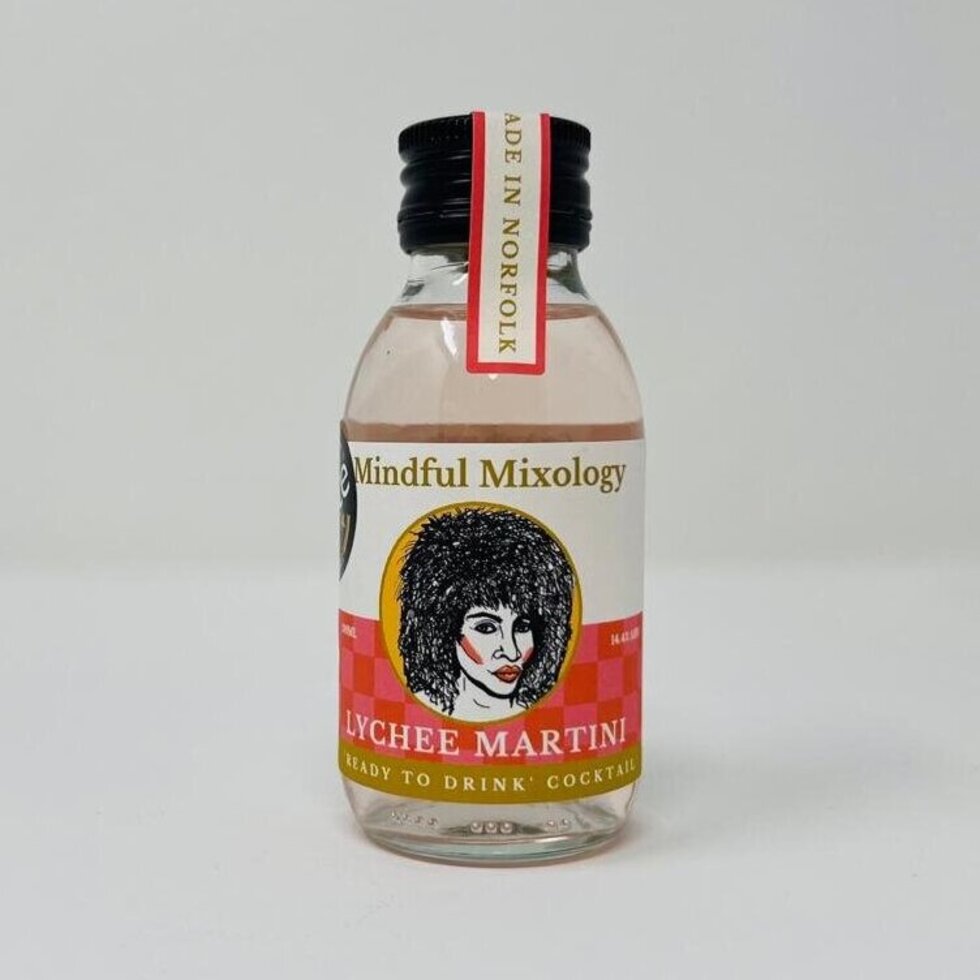 ADE IN NORFOLK
Mindful Mixology
LYCHEE MARTINI
READY TO DRINK' COCKTAIL